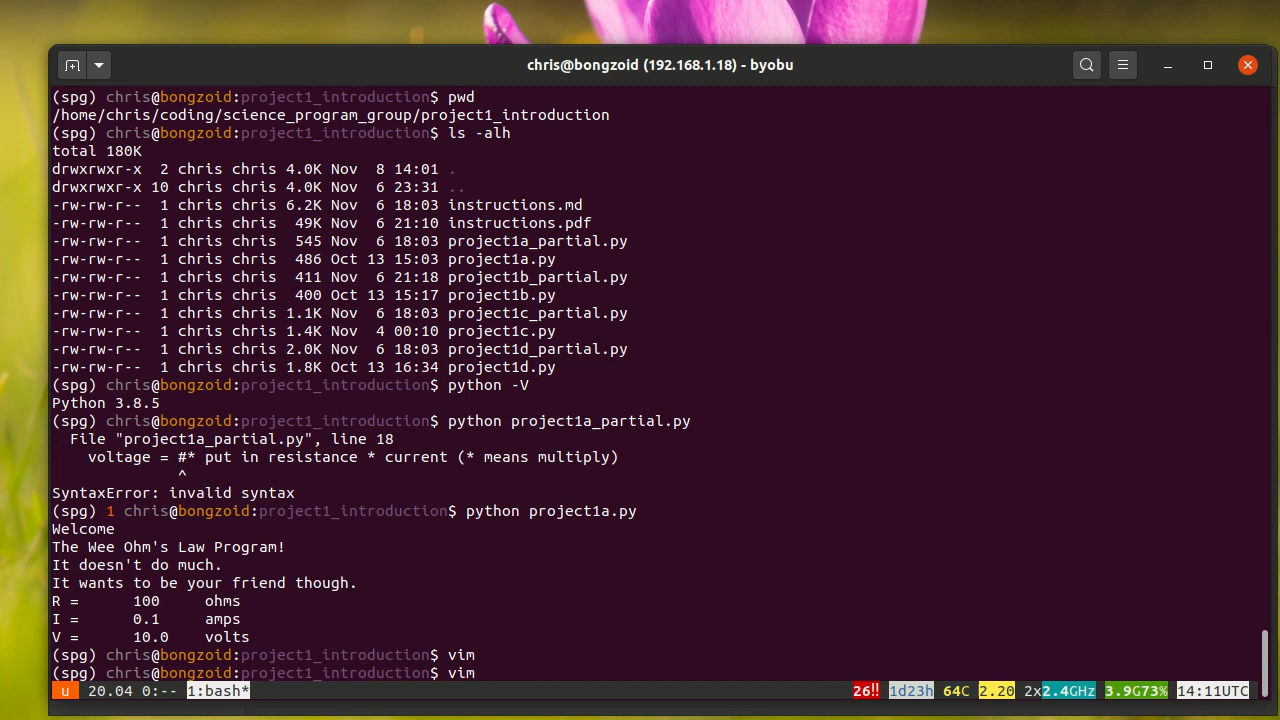 chris@bongzoid (192.168.1.18) - byobu
(spg) chris@bongzoid:project1_introduction$ pwd
/home/chris/coding/science_program_group/project1_introduction
(spg) chris@bongzoid:project1_introduction$ ls -alh
total 180K
drwxrwxr-x  2 chris chris 4.0K Nov  8 14:01 .
drwxrwxr-x 10 chris chris 4.0K Nov  6 23:31 ..
-rw-rw-r--  1 chris chris 6.2K Nov  6 18:03 instructions.md
-rw-rw-r--  1 chris chris  49K Nov  6 21:10 instructions.pdf
-rw-rw-r--  1 chris chris  545 Nov  6 18:03 project1a_partial.py
-rw-rw-r--  1 chris chris  486 Oct 13 15:03 project1a.py
-rw-rw-r--  1 chris chris  411 Nov  6 21:18 project1b_partial.py
-rw-rw-r--  1 chris chris  400 Oct 13 15:17 project1b.py
-rw-rw-r--  1 chris chris 1.1K Nov  6 18:03 project1c_partial.py
-rw-rw-r--  1 chris chris 1.4K Nov  4 00:10 project1c.py
-rw-rw-r--  1 chris chris 2.0K Nov  6 18:03 project1d_partial.py
-rw-rw-r--  1 chris chris 1.8K Oct 13 16:34 project1d.py
(spg) chris@bongzoid:project1_introduction$ python -V
Python 3.8.5
(spg) chris@bongzoid:project1_introduction$ python project1a_partial.py
  File "project1a_partial.py", line 18
    voltage = #* put in resistance * current (* means multiply)
              ^
SyntaxError: invalid syntax
(spg) 1 chris@bongzoid:project1_introduction$ python project1a.py
Welcome
The Wee Ohm's Law Program!
It doesn't do much.
It wants to be your friend though.
R =      100     ohms
I =      0.1     amps
V =      10.0    volts
(spg) chris@bongzoid:project1_introduction$ vim
(spg) chris@bongzoid:project1_introduction$ vim
u 20.04 0:-- 1:bash* 26!! 1d23h 64C 2.20 2x2.4GHz 3.9G73% 14:11UTC